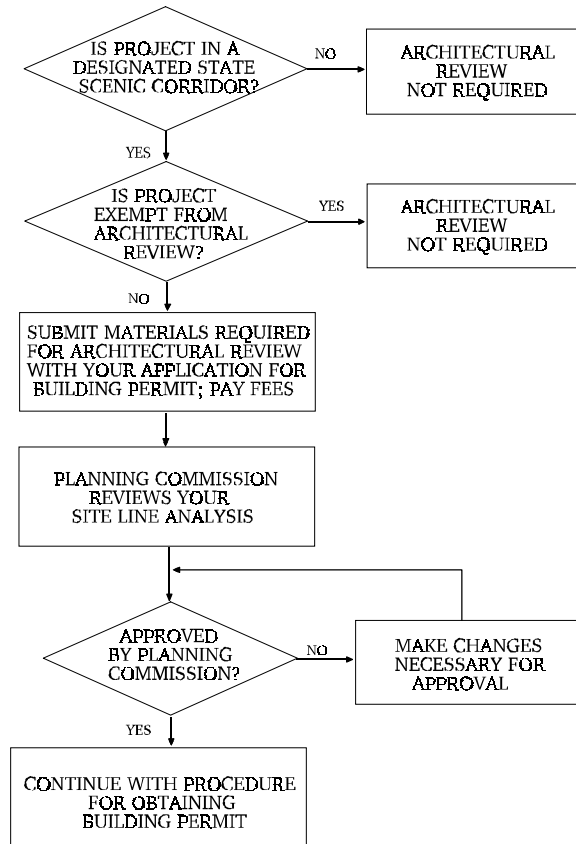 IS PROJECT IN A
DESIGNATED STATE
SCENIC CORRIDOR?
NO
ARCHITECTURAL
REVIEW
NOT REQUIRED
YES
IS PROJECT
EXEMPT FROM
ARCHITECTURAL
REVIEW?
YES
ARCHITECTURAL
REVIEW
NOT REQUIRED
NO
SUBMIT MATERIALS REQUIRED
FOR ARCHITECTURAL REVIEW
WITH YOUR APPLICATION FOR
BUILDING PERMIT; PAY FEES
PLANNING COMMISSION
REVIEWS YOUR
SITE LINE ANALYSIS
APPROVED
BY PLANNING
COMMISSION?
NO
MAKE CHANGES
NECESSARY FOR
APPROVAL
YES
CONTINUE WITH PROCEDURE
FOR OBTAINING
BUILDING PERMIT